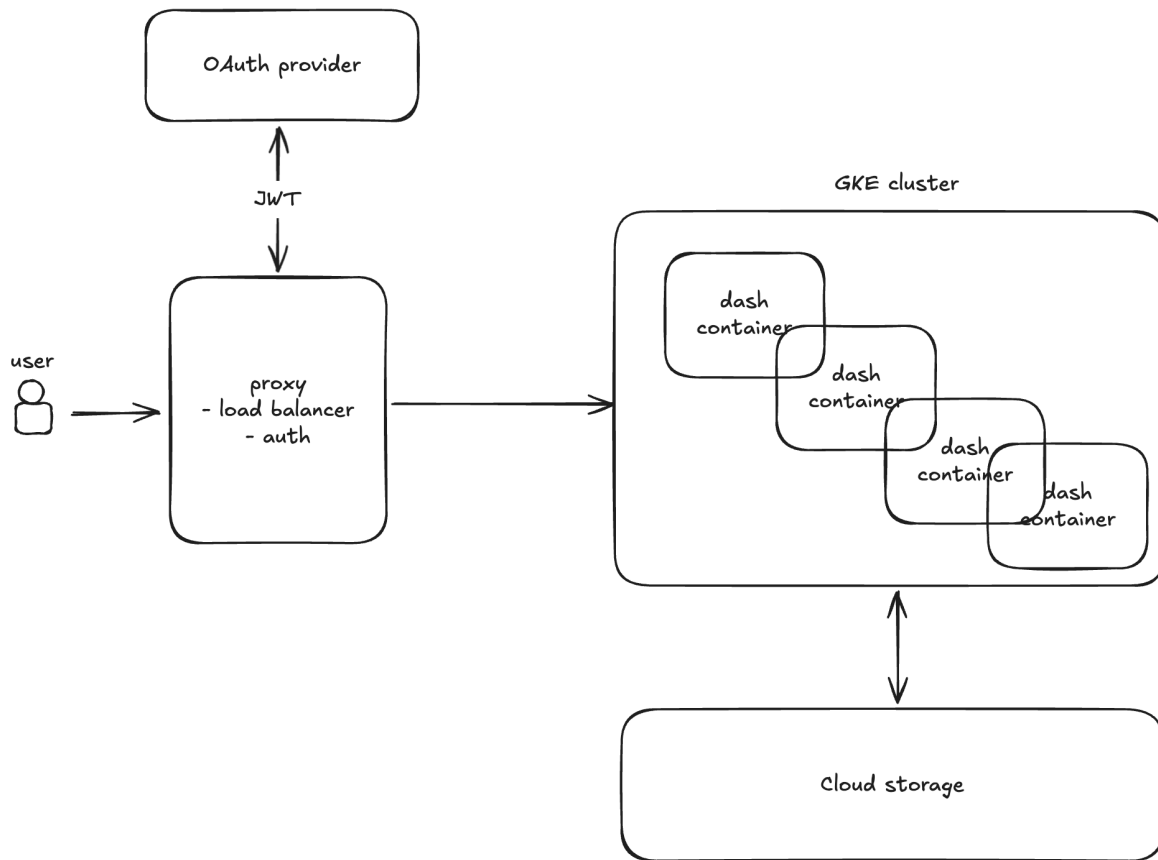 OAuth provider
JWT
GKE cluster
user
proxy
- load balancer
- auth
dash
container
dash
container
dash
container
dash
container
Cloud storage